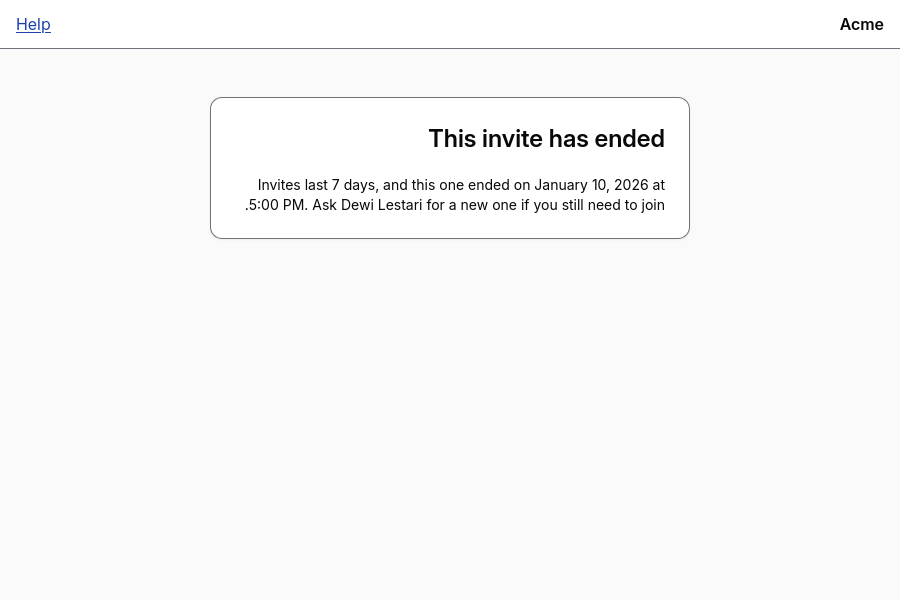 Acme
Help
This invite has ended
Invites last 7 days, and this one ended on January 10, 2026 at
5:00 PM. Ask Dewi Lestari for a new one if you still need to join.